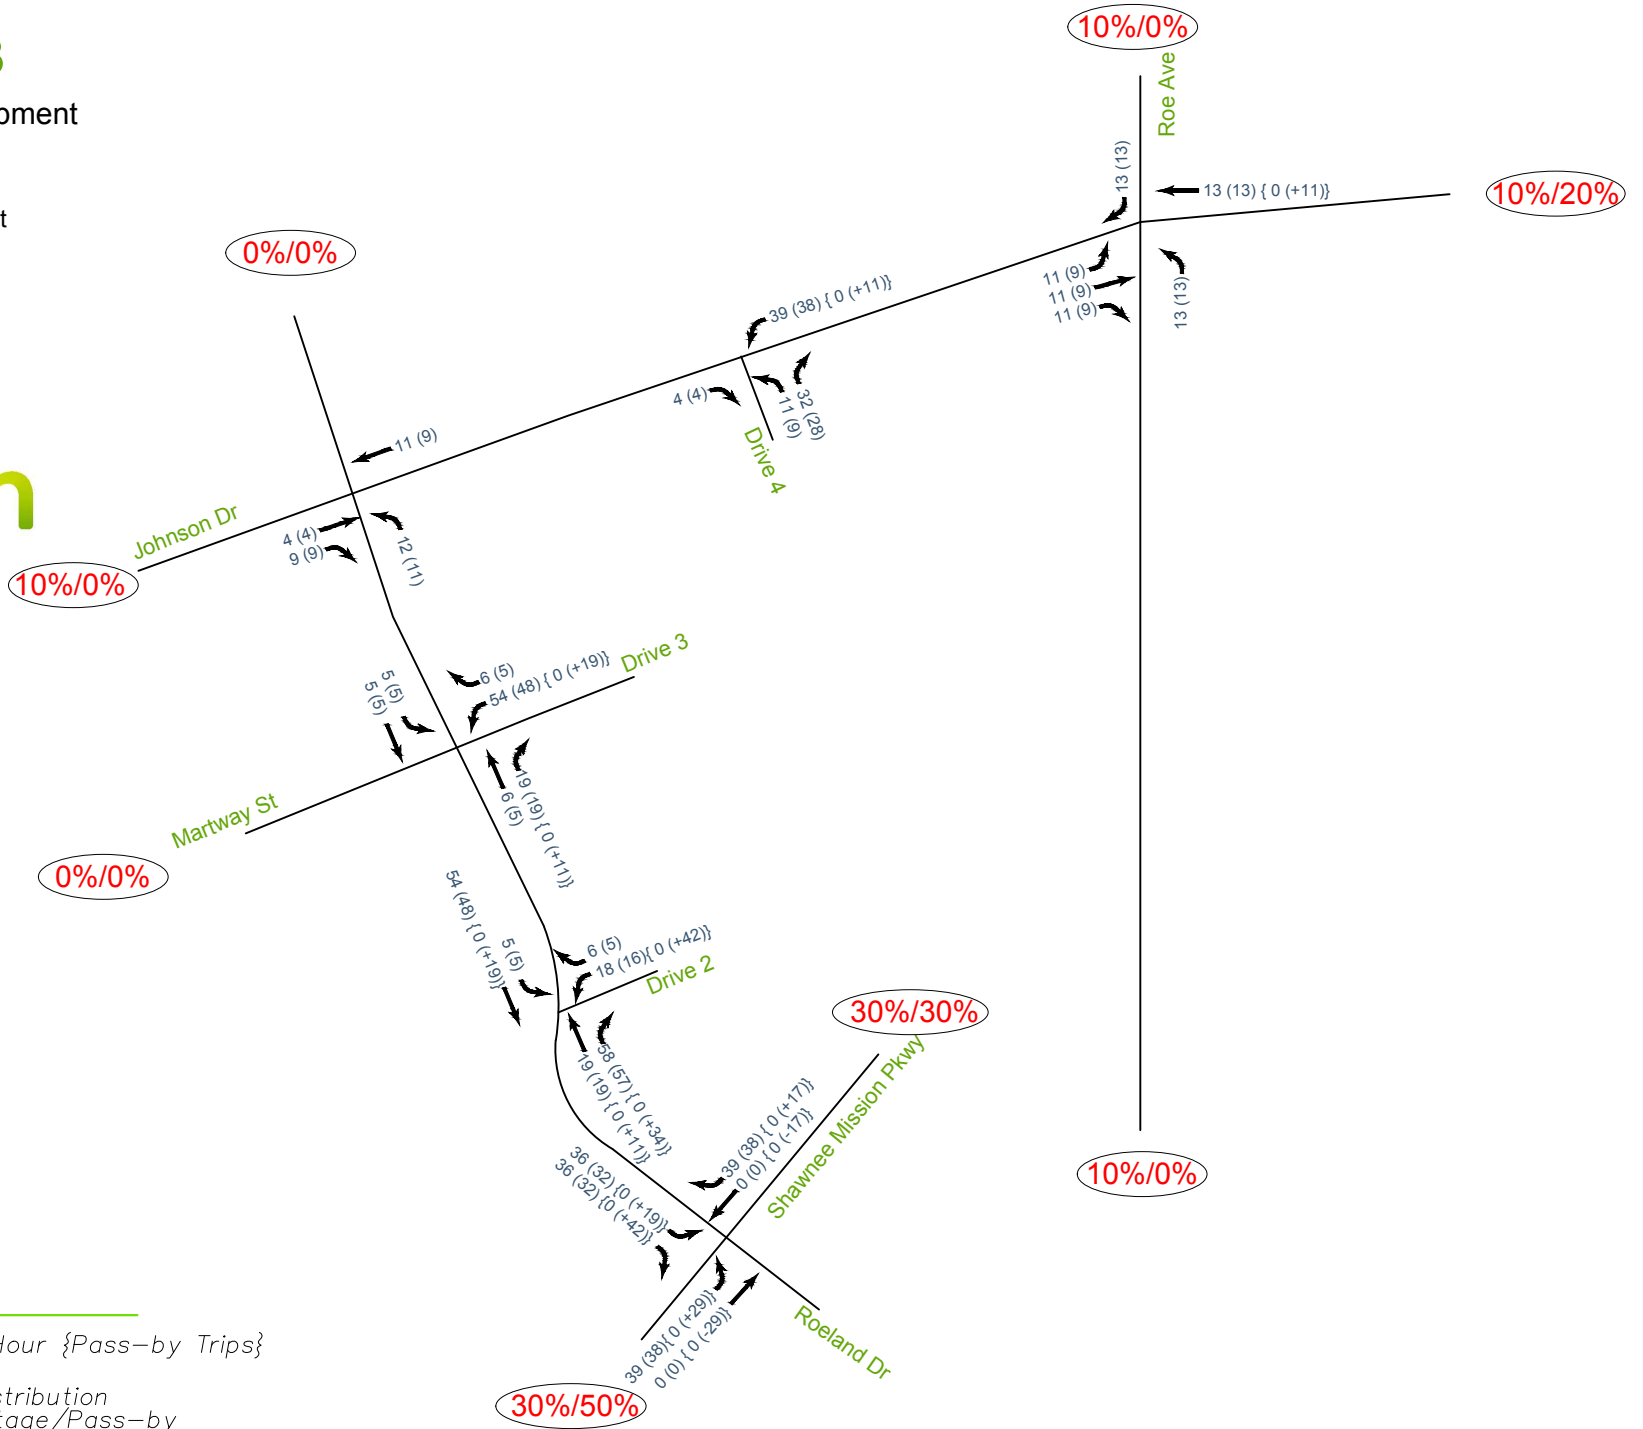 10%/0%
Roe Ave
13 (13)
13 (13) { 0 (+11)}
10%/20%
0%/0%
11 (9)
11 (9)
11 (9)
13 (13)
39 (38) { 0 (+11)}
4 (4)
11 (9)
32 (28)
Drive 4
11 (9)
Johnson Dr
4 (4)
9 (9)
12 (11)
10%/0%
6 (5)
54 (48) { 0 (+19)}
Drive 3
5 (5)
5 (5)
19 (19) { 0 (+11)}
6 (5)
Martway St
0%/0%
54 (48) { 0 (+19)}
5 (5)
6 (5)
18 (16){ 0 (+42)}
Drive 2
58 (57) { 0 (+34)}
19 (19) { 0 (+11)}
30%/30%
Shawnee Mission Pkwy
39 (38) { 0 (+17)}
0 (0) { 0 (-17)}
36 (32) {0 (+19)}
36 (32) {0 (+42)}
39 (38){ 0 (+29)}
0 (0) { 0 (-29)}
Roeland Dr
10%/0%
30%/50%
Hour {Pass-by Trips}